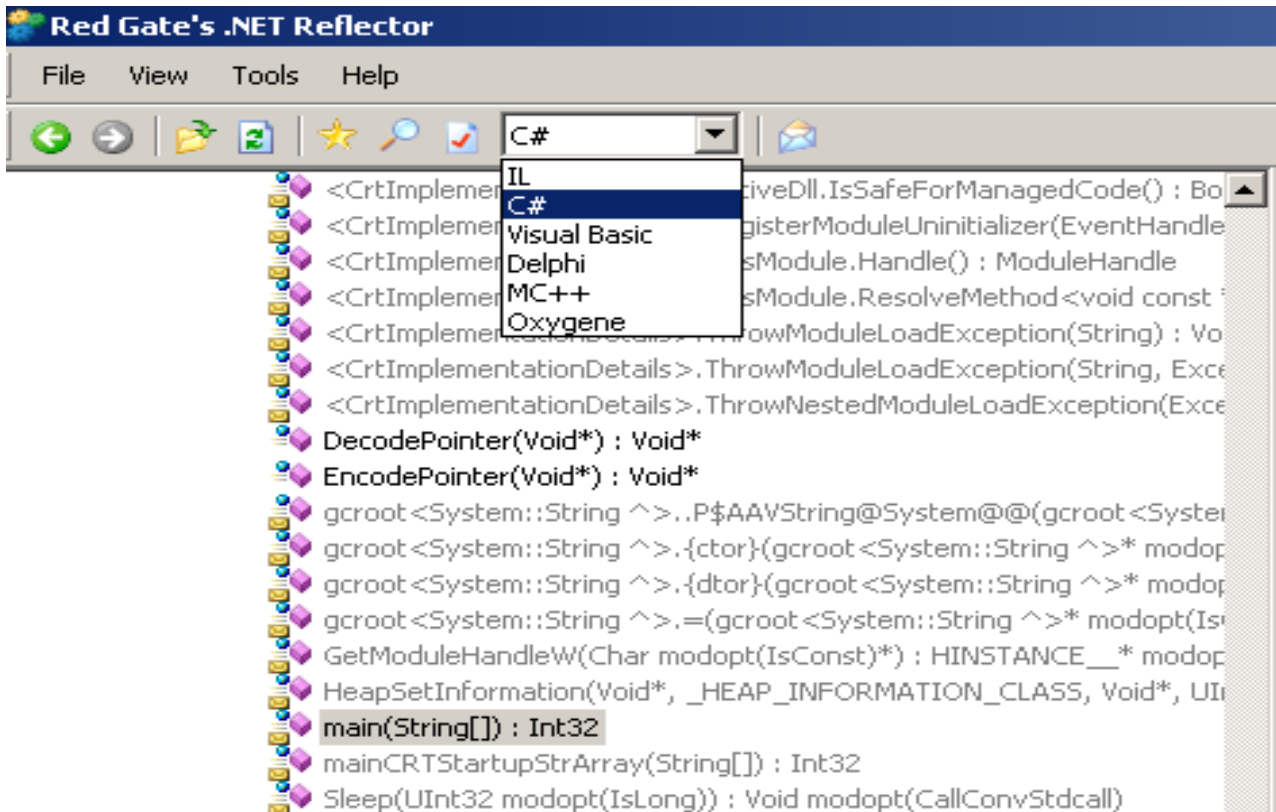 Red Gate's .NET Reflector
File View Tools Help
C#
IL
C#
Visual Basic
Delphi
MC++
Oxygene
<CrtImplemen tiveDll.IsSafeForManagedCode() : Bo
<CrtImplemen gisterModuleUninitializer(EventHandle
<CrtImplemen sModule.Handle() : ModuleHandle
<CrtImplemen sModule.ResolveMethod<void const
<CrtImplementationDetails>.ThrowModuleLoadException(String) : Vo
<CrtImplementationDetails>.ThrowModuleLoadException(String, Exce
<CrtImplementationDetails>.ThrowNestedModuleLoadException(Exce
DecodePointer(Void*) : Void*
EncodePointer(Void*) : Void*
gcroot<System::String ^>..P$AAVString@System@@(gcroot<System
gcroot<System::String ^>.{ctor}(gcroot<System::String ^>* modop
gcroot<System::String ^>.{dtor}(gcroot<System::String ^>* modop
gcroot<System::String ^>.=(gcroot<System::String ^>* modopt(Is
GetModuleHandleW(Char modopt(IsConst)*) : HINSTANCE__* modop
HeapSetInformation(Void*, _HEAP_INFORMATION_CLASS, Void*, UI
main(String[]) : Int32
mainCRTStartupStrArray(String[]) : Int32
Sleep(UInt32 modopt(IsLong)) : Void modopt(CallConvStdcall)